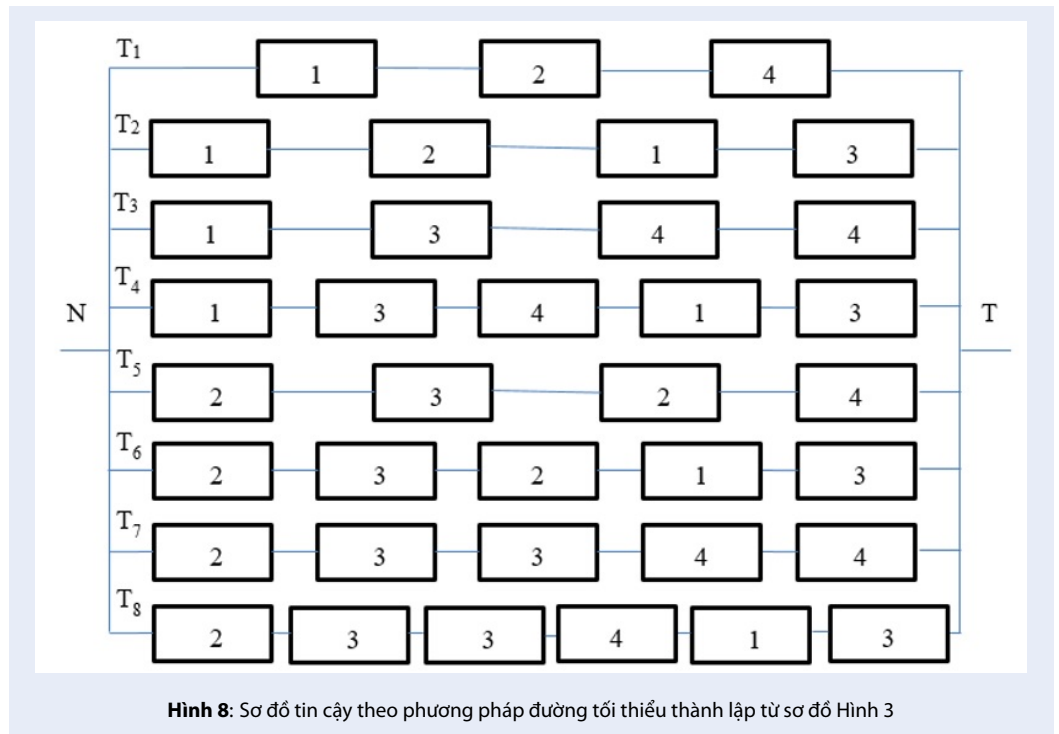 T1
1 2 4
T2
1 2 1 3
T3
1 3 4 4
T4
1 3 4 1 3
N T
T5
2 3 2 4
T6
2 3 2 1 3
T7
2 3 3 4 4
T8
2 3 3 4 1 3
Hình 8: Sơ đồ tin cậy theo phương pháp đường tối thiểu thành lập từ sơ đồ Hình 3